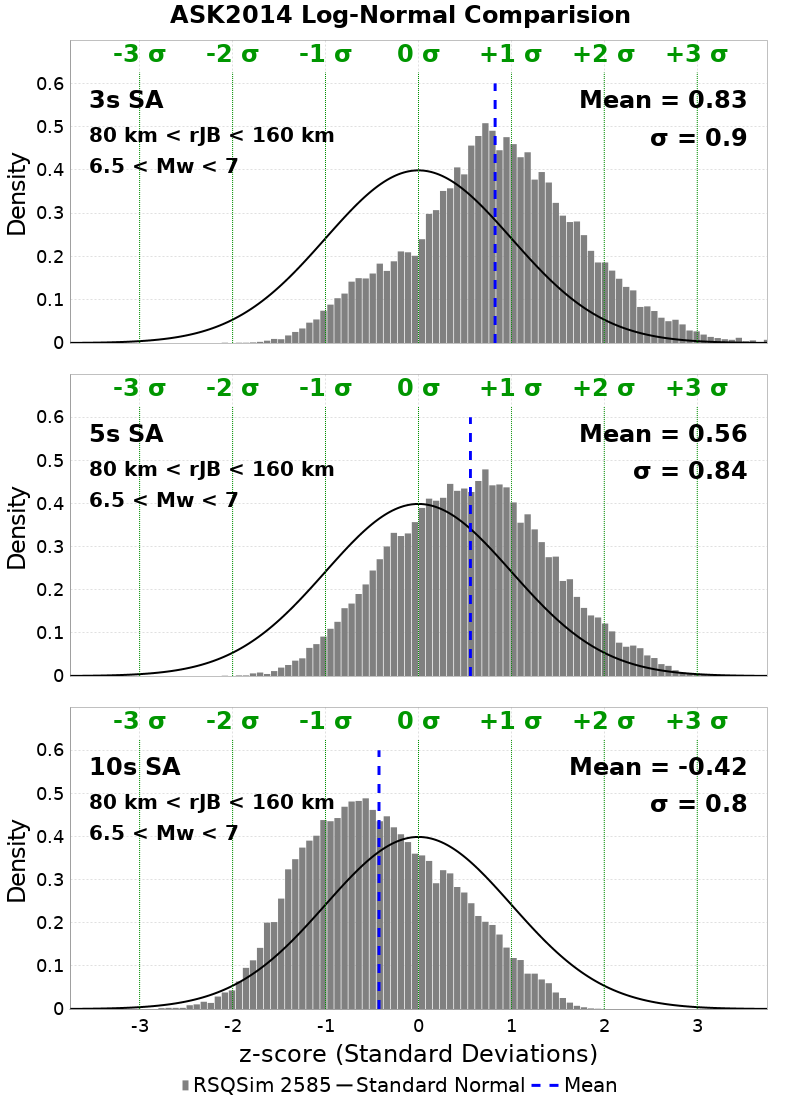 ASK2014 Log-Normal Comparision
-3 σ -2 σ -1 σ 0 σ +1 σ +2 σ +3 σ
0.6
3s SA Mean = 0.83
0.5
80 km < rJB < 160 km σ = 0.9
6.5 < Mw < 7
0.4
0.3
0.2
0.1
0
Density
-3 σ -2 σ -1 σ 0 σ +1 σ +2 σ +3 σ
0.6
5s SA Mean = 0.56
0.5
80 km < rJB < 160 km σ = 0.84
6.5 < Mw < 7
0.4
0.3
0.2
0.1
0
Density
-3 σ -2 σ -1 σ 0 σ +1 σ +2 σ +3 σ
0.6
10s SA Mean = -0.42
0.5
80 km < rJB < 160 km σ = 0.8
6.5 < Mw < 7
0.4
0.3
0.2
0.1
0
Density
-3 -2 -1 0 1 2 3
z-score (Standard Deviations)
RSQSim 2585 Standard Normal Mean